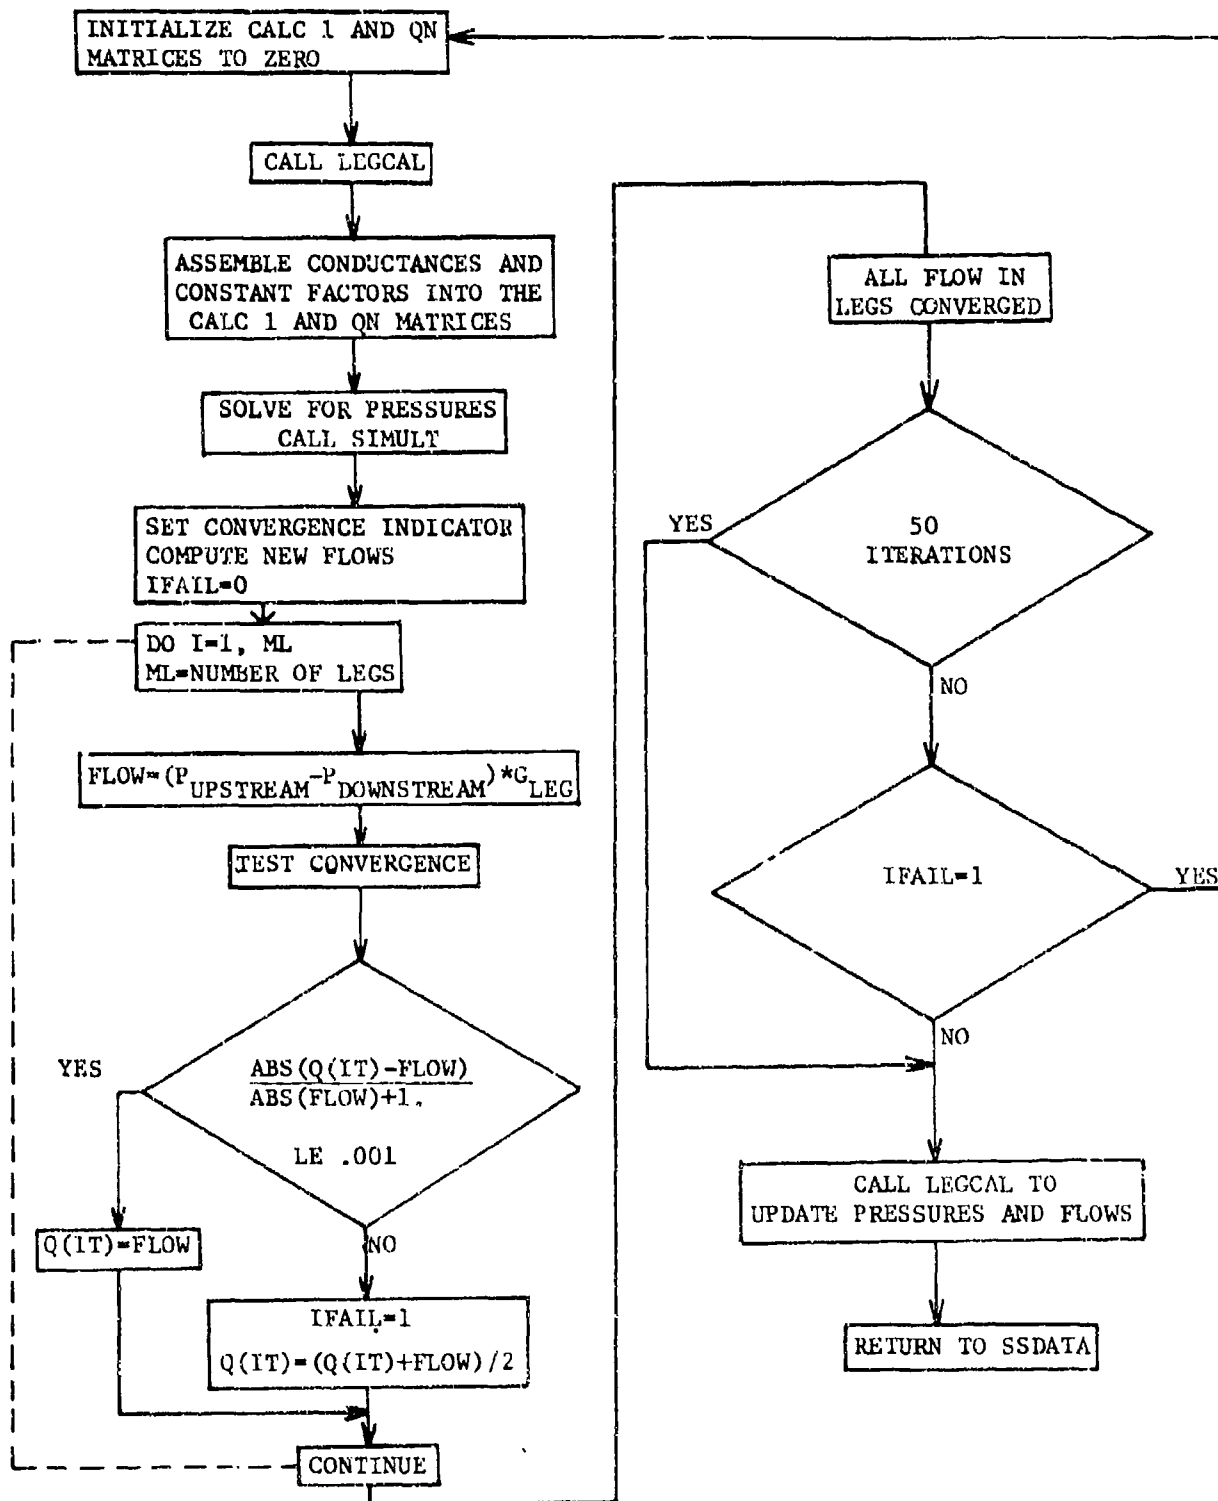 INITIALIZE CALC 1 AND QN
MATRICES TO ZERO
CALL LEGCAL
ASSEMBLE CONDUCTANCES AND
CONSTANT FACTORS INTO THE
CALC 1 AND QN MATRICES
SOLVE FOR PRESSURES
CALL SIMULT
SET CONVERGENCE INDICATOR
COMPUTE NEW FLOWS
IFAIL=0
DO I=1, ML
ML=NUMBER OF LEGS
FLOW=(P UPSTREAM-P DOWNSTREAM)*G LEG
TEST CONVERGENCE
YES
ABS(Q(IT)-FLOW)
ABS(FLOW)+1.
LE .001
Q(IT)=FLOW
NO
IFAIL=1
Q(IT)=(Q(IT)+FLOW)/2
CONTINUE
ALL FLOW IN
LEGS CONVERGED
YES
50
ITERATIONS
NO
IFAIL=1
YES
NO
CALL LEGCAL TO
UPDATE PRESSURES AND FLOWS
RETURN TO SSDATA